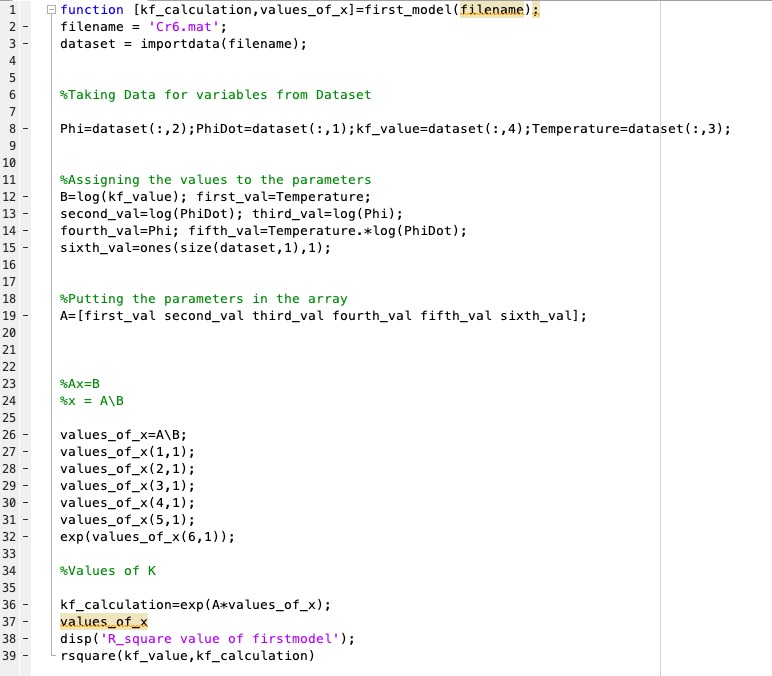 1 function [kf_calculation,values_of_x]=first_model(filename);
2 - filename = 'Cr6.mat';
3 - dataset = importdata(filename);
4
5
6 %Taking Data for variables from Dataset
7
8 - Phi=dataset(:,2);PhiDot=dataset(:,1);kf_value=dataset(:,4);Temperature=dataset(:,3);
9
10
11 %Assigning the values to the parameters
12 - B=log(kf_value); first_val=Temperature;
13 - second_val=log(PhiDot); third_val=log(Phi);
14 - fourth_val=Phi; fifth_val=Temperature.*log(PhiDot);
15 - sixth_val=ones(size(dataset,1),1);
16
17
18 %Putting the parameters in the array
19 - A=[first_val second_val third_val fourth_val fifth_val sixth_val];
20
21
22
23 %Ax=B
24 %x = A\B
25
26 - values_of_x=A\B;
27 - values_of_x(1,1);
28 - values_of_x(2,1);
29 - values_of_x(3,1);
30 - values_of_x(4,1);
31 - values_of_x(5,1);
32 - exp(values_of_x(6,1));
33
34 %Values of K
35
36 - kf_calculation=exp(A*values_of_x);
37 - values_of_x
38 - disp('R_square value of firstmodel');
39 - rsquare(kf_value,kf_calculation)